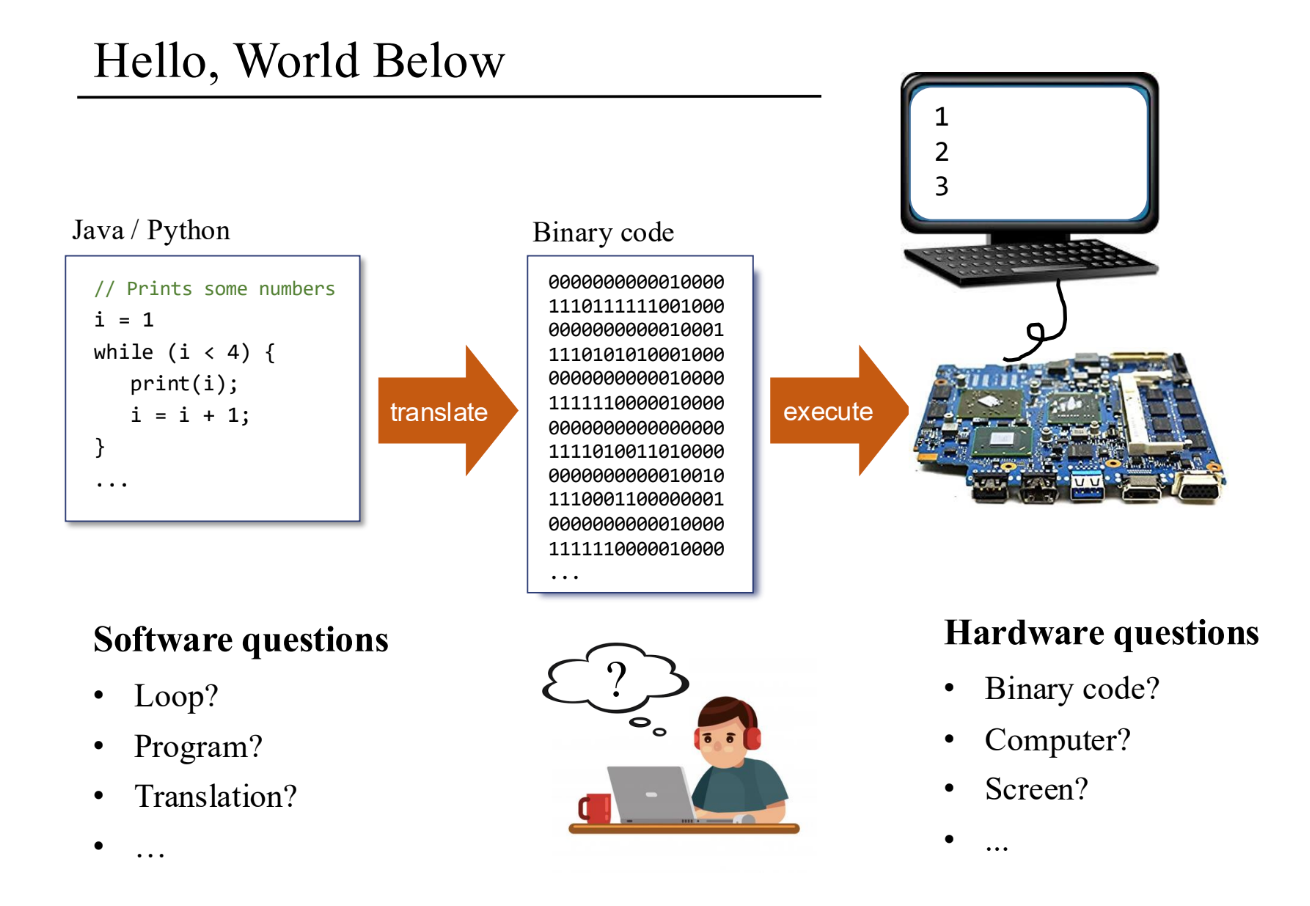 Hello, World Below
1
2
3
Java / Python
// Prints some numbers
i = 1
while (i < 4) {
print(i);
i = i + 1;
}
...
translate
Binary code
0000000000010000
1110111111001000
0000000000010001
1110101010001000
0000000000010000
1111110000010000
0000000000000000
1111010011010000
0000000000010010
1110001100000001
0000000000010000
1111110000010000
...
execute
Software questions
• Loop?
• Program?
• Translation?
• …
?
Hardware questions
• Binary code?
• Computer?
• Screen?
• ...